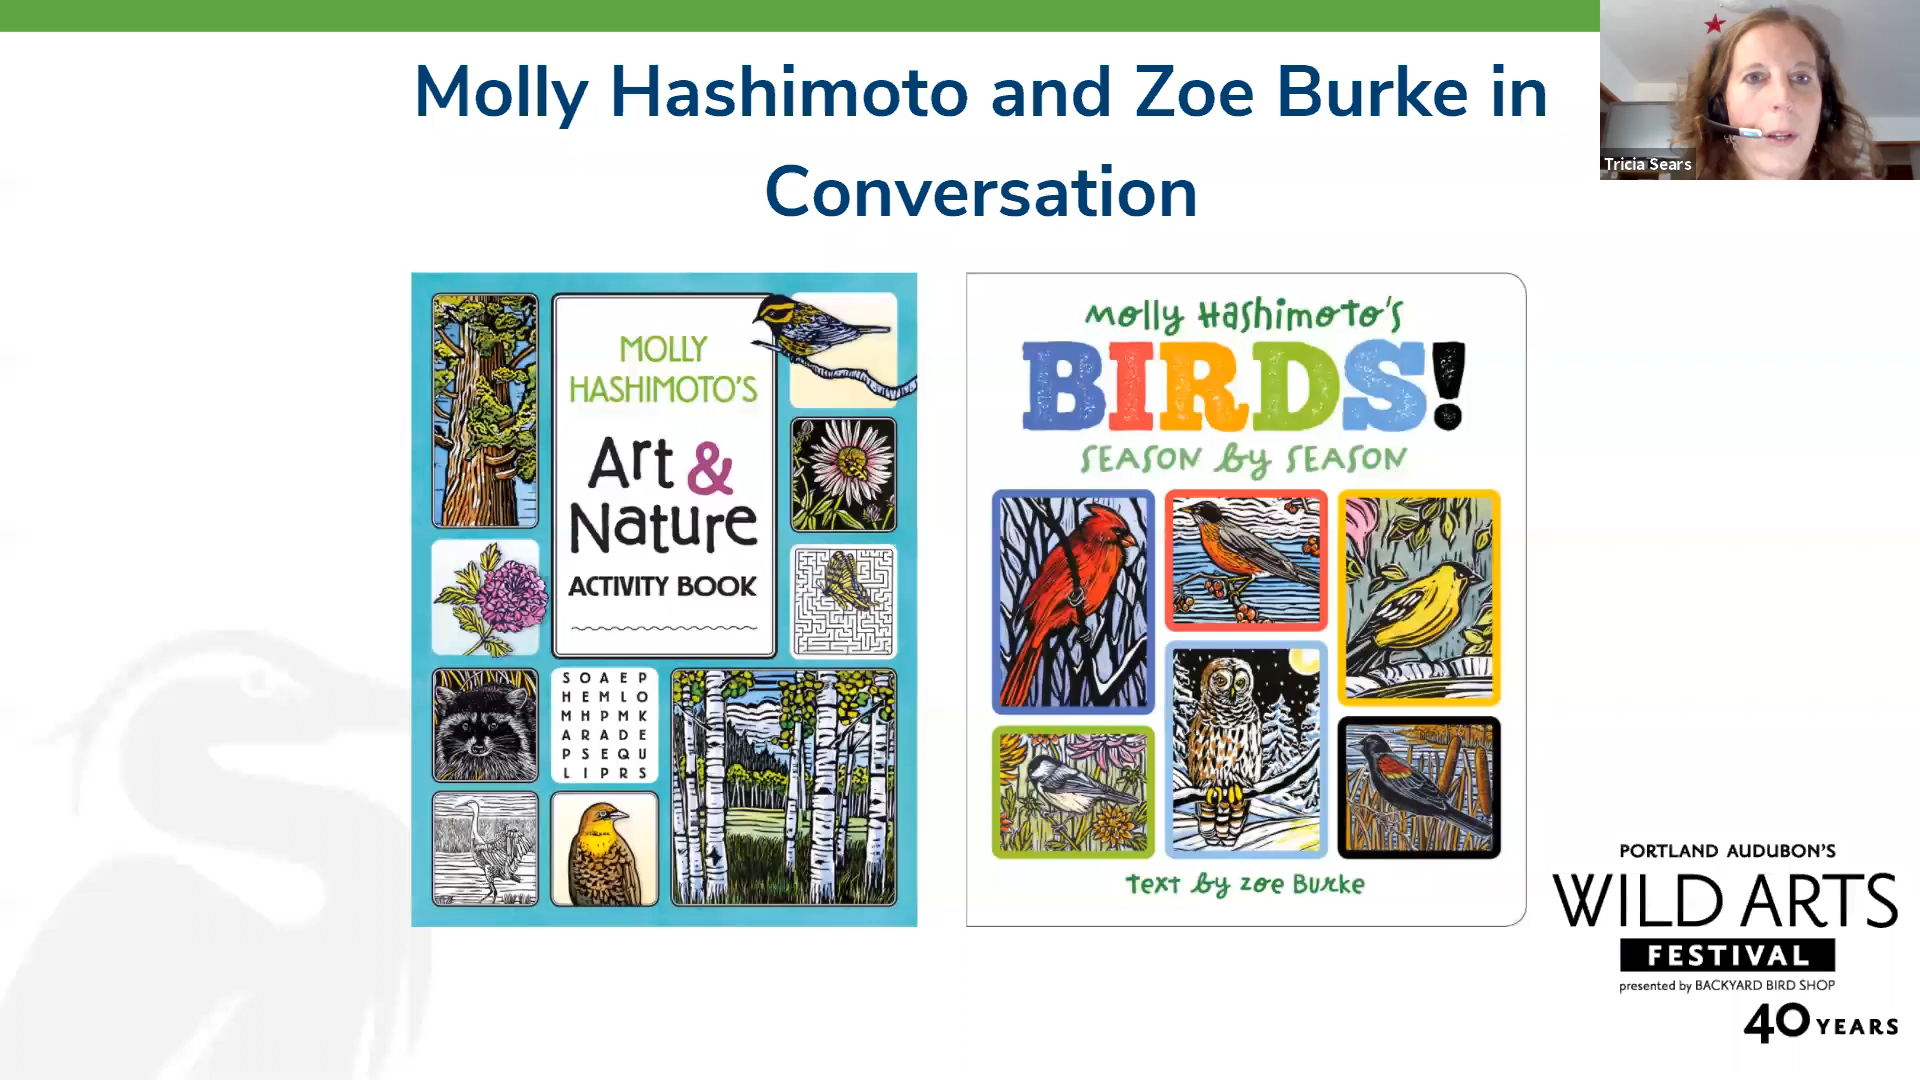 Molly Hashimoto and Zoe Burke in
Conversation
Tricia Sears
MOLLY
HASHIMOTO'S
Art &
Nature
ACTIVITY BOOK
S O A E P
H E M L O
M H P M K
A R A D E
P S E Q U
L I P R S
Molly Hashimoto's
BIRDS!
SEASON by SEASON
Text by Zoe Burke
PORTLAND AUDUBON'S
WILD ARTS
FESTIVAL
presented by BACKYARD BIRD SHOP
40 YEARS